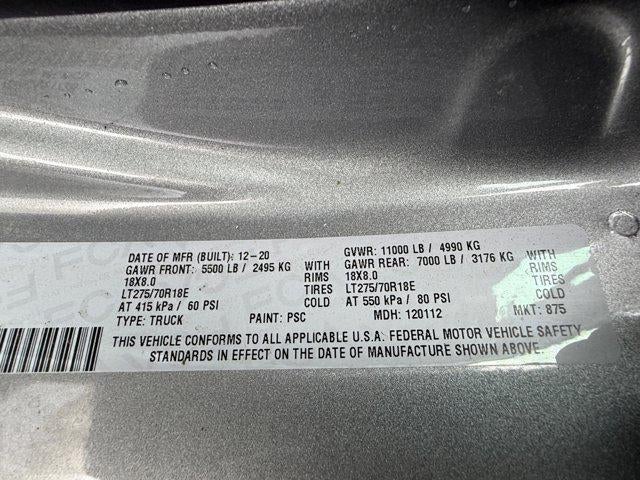 DATE OF MFR (BUILT): 12-20 GVWR: 11000 LB / 4990 KG
GAWR FRONT: 5500 LB / 2495 KG WITH GAWR REAR: 7000 LB / 3176 KG WITH
18X8.0 RIMS 18X8.0 RIMS
LT275/70R18E TIRES LT275/70R18E TIRES
AT 415 kPa / 60 PSI COLD AT 550 kPa / 80 PSI COLD
TYPE: TRUCK PAINT: PSC MDH: 120112 MKT: 875
THIS VEHICLE CONFORMS TO ALL APPLICABLE U.S.A. FEDERAL MOTOR VEHICLE SAFETY
STANDARDS IN EFFECT ON THE DATE OF MANUFACTURE SHOWN ABOVE.